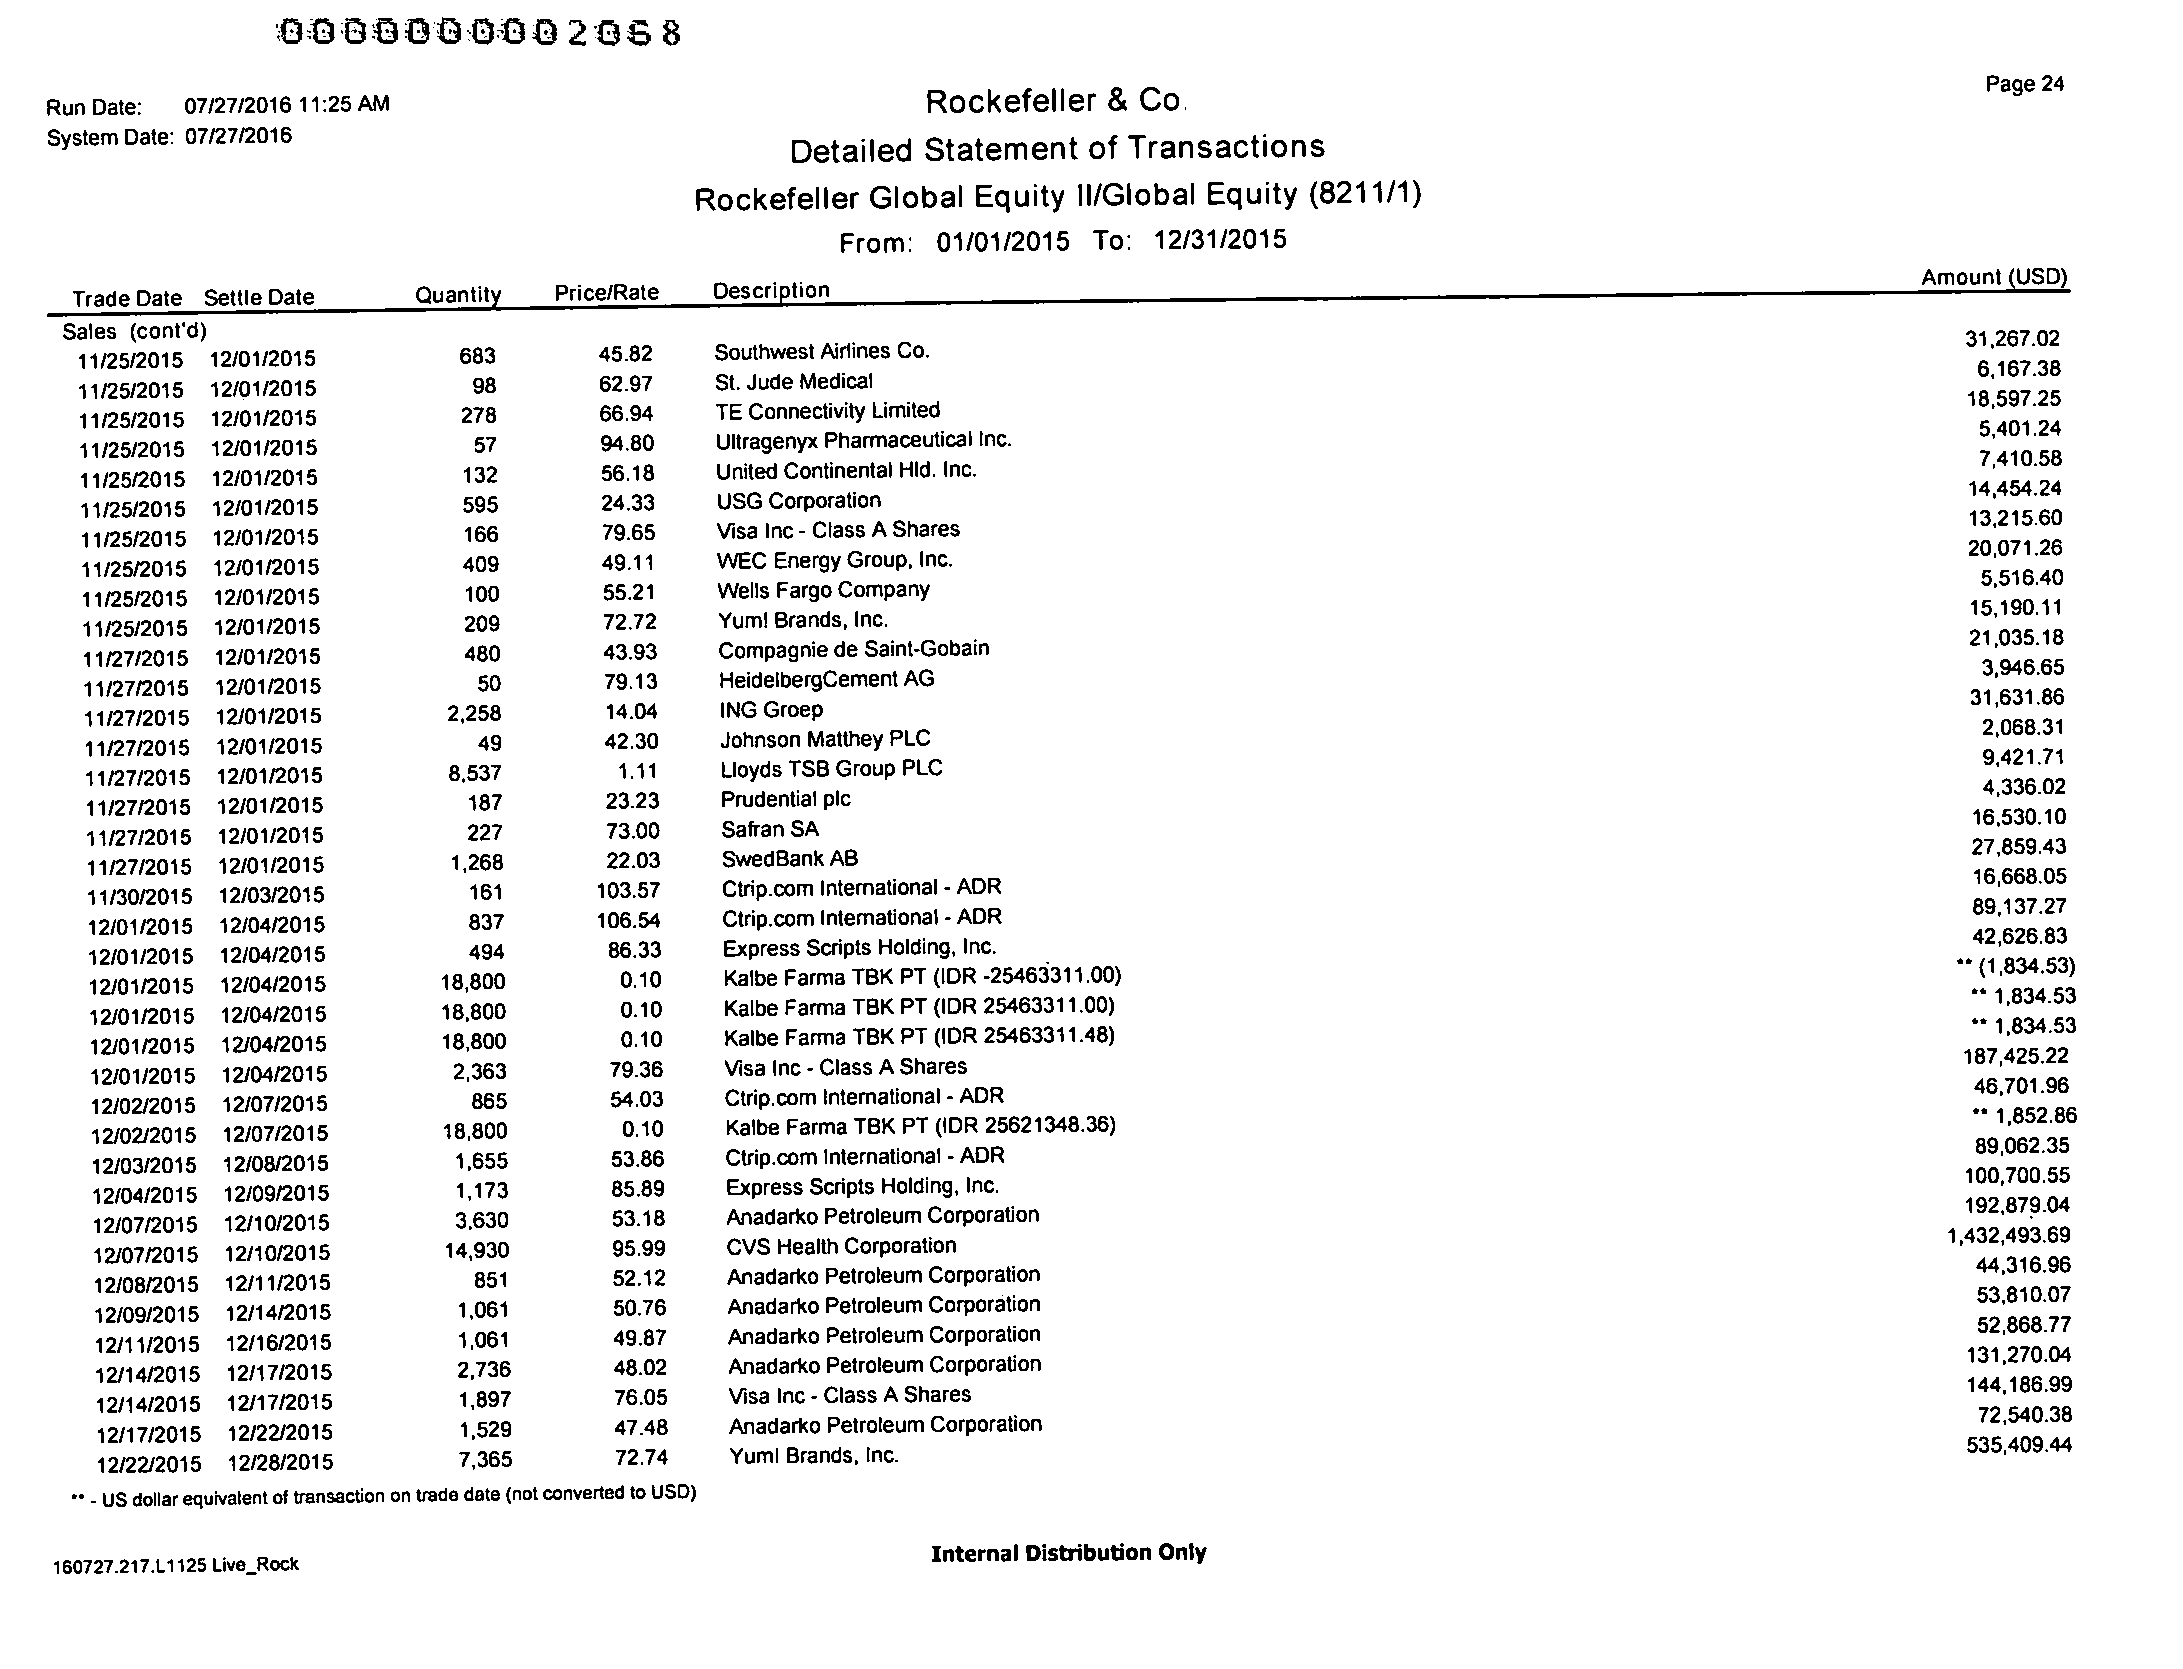 000000002068
Page 24
Run Date: 07/27/2016 11:25 AM
System Date: 07/27/2016
Rockefeller & Co.
Detailed Statement of Transactions
Rockefeller Global Equity II/Global Equity (8211/1)
From: 01/01/2015 To: 12/31/2015
Trade Date Settle Date Quantity Price/Rate Description Amount (USD)
Sales (cont'd)
11/25/2015 12/01/2015 683 45.82 Southwest Airlines Co. 31,267.02
11/25/2015 12/01/2015 98 62.97 St. Jude Medical 6,167.38
11/25/2015 12/01/2015 278 66.94 TE Connectivity Limited 18,597.25
11/25/2015 12/01/2015 57 94.80 Ultragenyx Pharmaceutical Inc. 5,401.24
11/25/2015 12/01/2015 132 56.18 United Continental Hld. Inc. 7,410.58
11/25/2015 12/01/2015 595 24.33 USG Corporation 14,454.24
11/25/2015 12/01/2015 166 79.65 Visa Inc - Class A Shares 13,215.60
11/25/2015 12/01/2015 409 49.11 WEC Energy Group, Inc. 20,071.26
11/25/2015 12/01/2015 100 55.21 Wells Fargo Company 5,516.40
11/25/2015 12/01/2015 209 72.72 Yum! Brands, Inc. 15,190.11
11/27/2015 12/01/2015 480 43.93 Compagnie de Saint-Gobain 21,035.18
11/27/2015 12/01/2015 50 79.13 HeidelbergCement AG 3,946.65
11/27/2015 12/01/2015 2,258 14.04 ING Groep 31,631.86
11/27/2015 12/01/2015 49 42.30 Johnson Matthey PLC 2,068.31
11/27/2015 12/01/2015 8,537 1.11 Lloyds TSB Group PLC 9,421.71
11/27/2015 12/01/2015 187 23.23 Prudential plc 4,336.02
11/27/2015 12/01/2015 227 73.00 Safran SA 16,530.10
11/27/2015 12/01/2015 1,268 22.03 SwedBank AB 27,859.43
11/30/2015 12/03/2015 161 103.57 Ctrip.com International - ADR 16,668.05
12/01/2015 12/04/2015 837 106.54 Ctrip.com International - ADR 89,137.27
12/01/2015 12/04/2015 494 86.33 Express Scripts Holding, Inc. 42,626.83
12/01/2015 12/04/2015 18,800 0.10 Kalbe Farma TBK PT (IDR -25463311.00) ** (1,834.53)
12/01/2015 12/04/2015 18,800 0.10 Kalbe Farma TBK PT (IDR 25463311.00) ** 1,834.53
12/01/2015 12/04/2015 18,800 0.10 Kalbe Farma TBK PT (IDR 25463311.48) ** 1,834.53
12/01/2015 12/04/2015 2,363 79.36 Visa Inc - Class A Shares 187,425.22
12/02/2015 12/07/2015 865 54.03 Ctrip.com International - ADR 46,701.96
12/02/2015 12/07/2015 18,800 0.10 Kalbe Farma TBK PT (IDR 25621348.36) ** 1,852.86
12/03/2015 12/08/2015 1,655 53.86 Ctrip.com International - ADR 89,062.35
12/04/2015 12/09/2015 1,173 85.89 Express Scripts Holding, Inc. 100,700.55
12/07/2015 12/10/2015 3,630 53.18 Anadarko Petroleum Corporation 192,879.04
12/07/2015 12/10/2015 14,930 95.99 CVS Health Corporation 1,432,493.69
12/08/2015 12/11/2015 851 52.12 Anadarko Petroleum Corporation 44,316.96
12/09/2015 12/14/2015 1,061 50.76 Anadarko Petroleum Corporation 53,810.07
12/11/2015 12/16/2015 1,061 49.87 Anadarko Petroleum Corporation 52,868.77
12/14/2015 12/17/2015 2,736 48.02 Anadarko Petroleum Corporation 131,270.04
12/14/2015 12/17/2015 1,897 76.05 Visa Inc - Class A Shares 144,186.99
12/17/2015 12/22/2015 1,529 47.48 Anadarko Petroleum Corporation 72,540.38
12/22/2015 12/28/2015 7,365 72.74 Yum! Brands, Inc. 535,409.44
** - US dollar equivalent of transaction on trade date (not converted to USD)
160727.217.L1125 Live_Rock
Internal Distribution Only